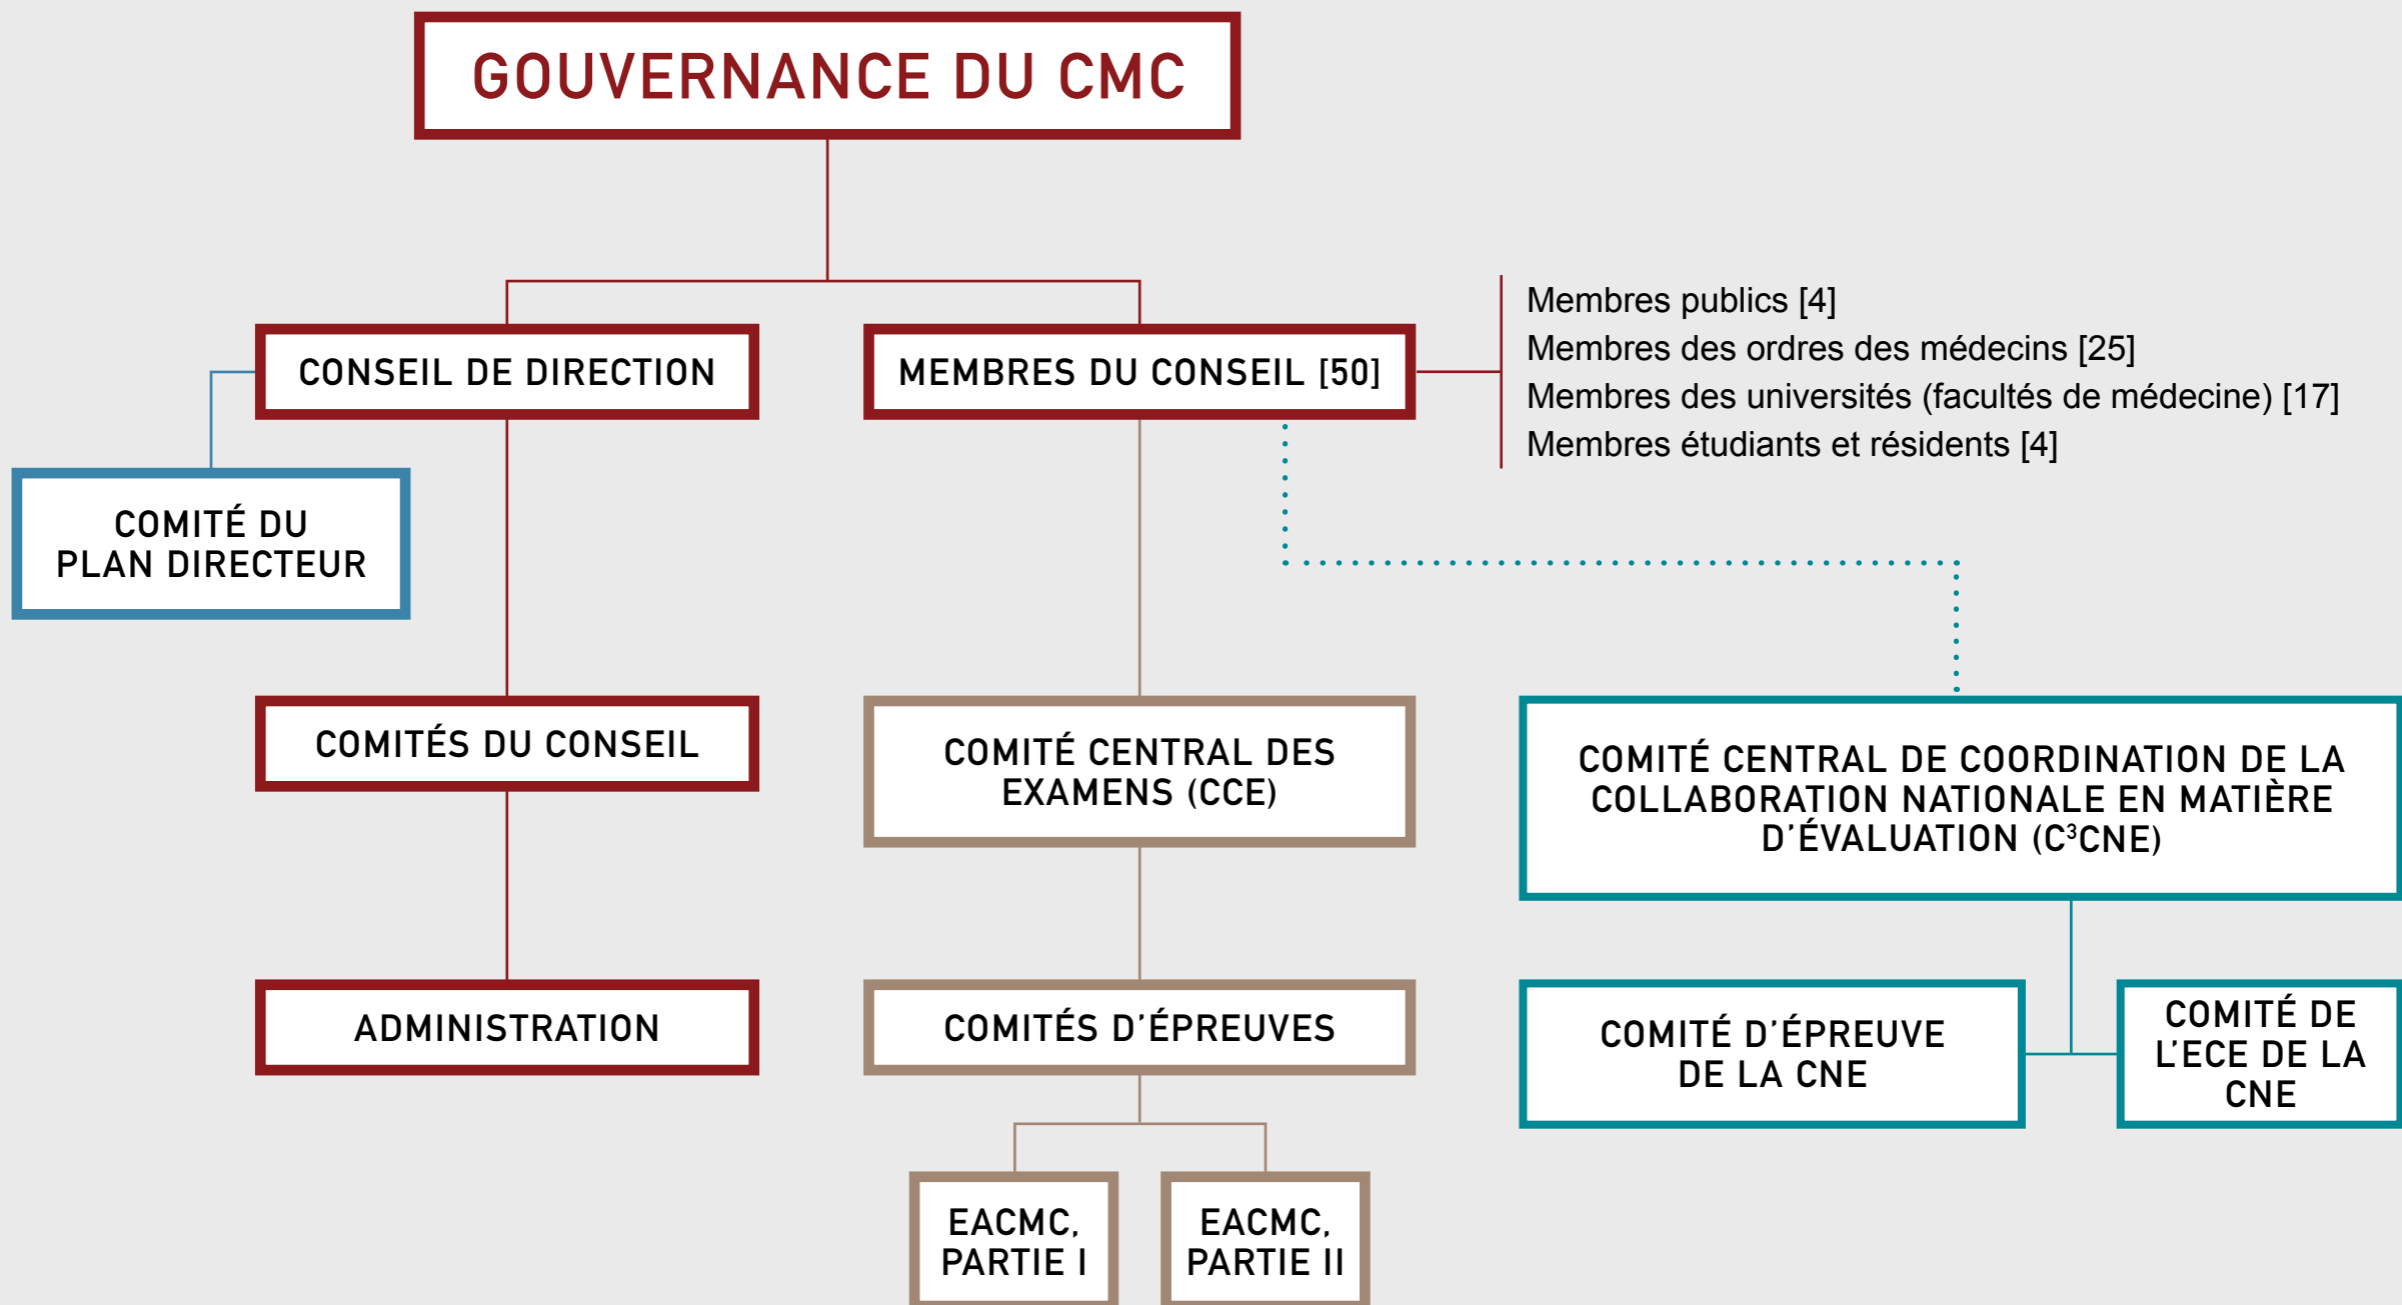 GOUVERNANCE DU CMC
CONSEIL DE DIRECTION
MEMBRES DU CONSEIL [50]
Membres publics [4]
Membres des ordres des médecins [25]
Membres des universités (facultés de médecine) [17]
Membres étudiants et résidents [4]
COMITÉ DU
PLAN DIRECTEUR
COMITÉS DU CONSEIL
COMITÉ CENTRAL DES
EXAMENS (CCE)
COMITÉ CENTRAL DE COORDINATION DE LA
COLLABORATION NATIONALE EN MATIÈRE
D’ÉVALUATION (C³CNE)
ADMINISTRATION
COMITÉS D’ÉPREUVES
COMITÉ D’ÉPREUVE
DE LA CNE
COMITÉ DE
L’ECE DE LA
CNE
EACMC,
PARTIE I
EACMC,
PARTIE II